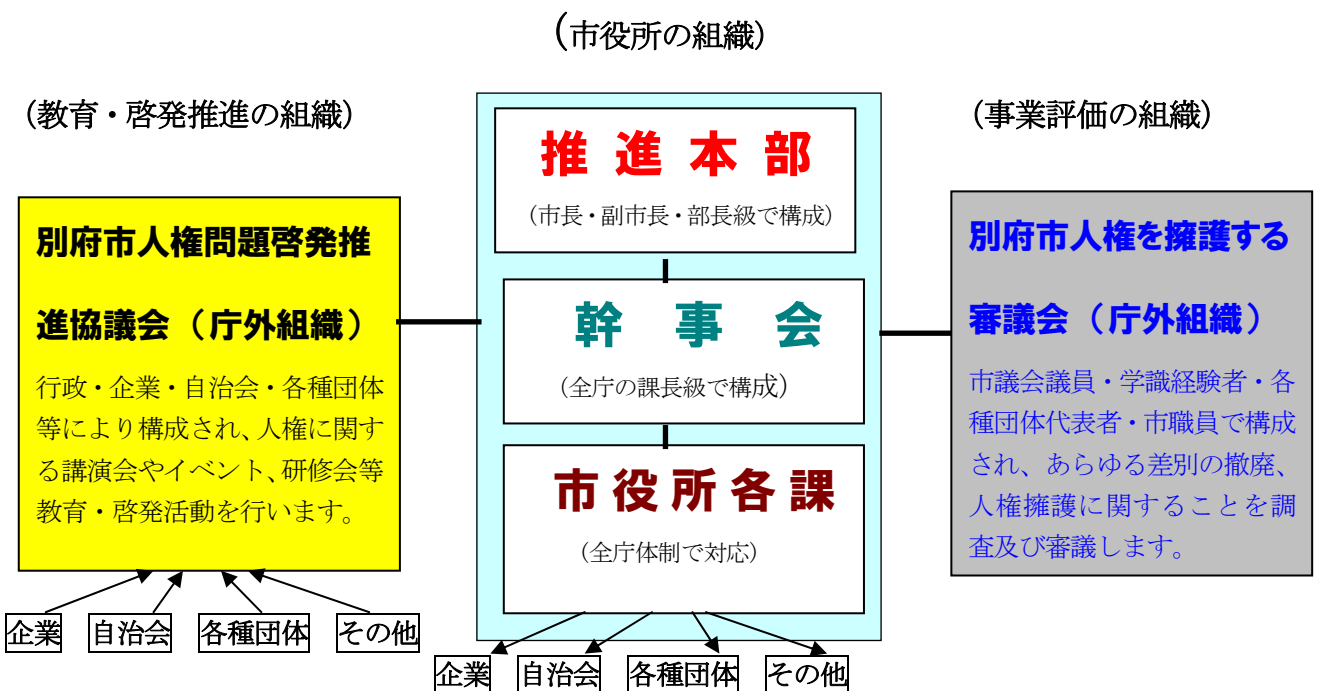 (市役所の組織)
(教育・啓発推進の組織)
別府市人権問題啓発推
進協議会(庁外組織)
行政・企業・自治会・各種団体
等により構成され、人権に関す
る講演会やイベント、研修会等
教育・啓発活動を行います。
企業
自治会
各種団体
その他
推進本部
(市長・副市長・部長級で構成)
幹事会
(全庁の課長級で構成)
市役所各課
(全庁体制で対応)
企業
自治会
各種団体
その他
(事業評価の組織)
別府市人権を擁護する
審議会(庁外組織)
市議会議員・学識経験者・各
種団体代表者・市職員で構成
され、あらゆる差別の撤廃、
人権擁護に関することを調
査及び審議します。